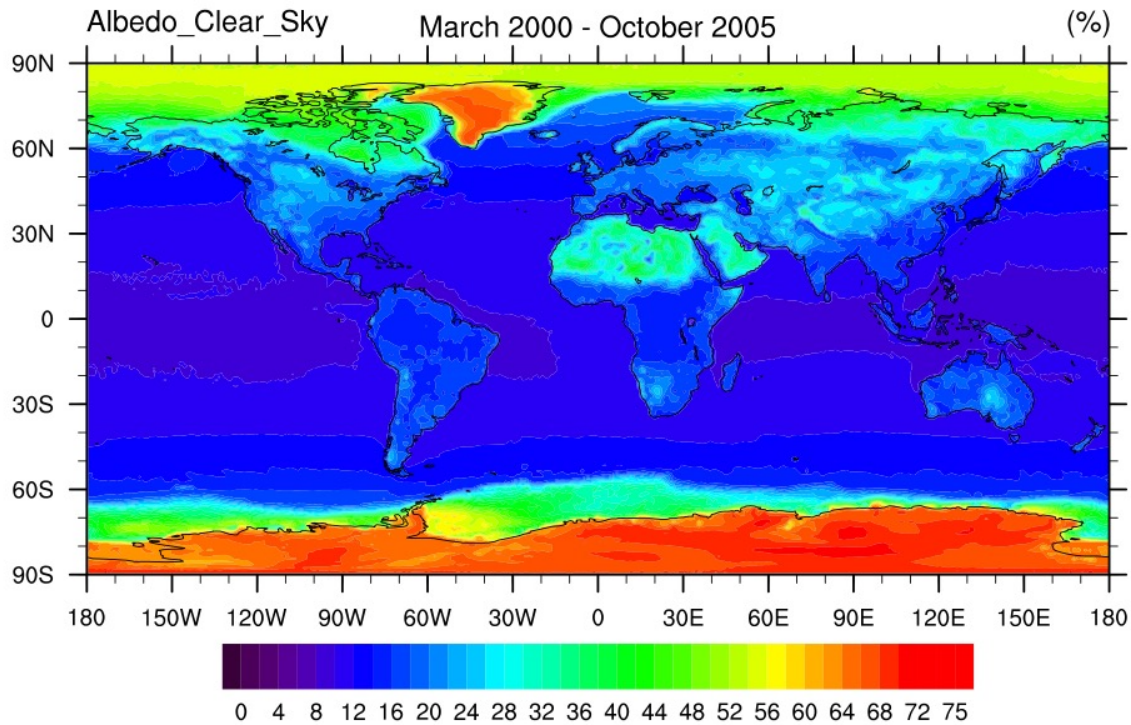 Albedo_Clear_Sky March 2000 - October 2005 (%)
90N
60N
30N
0
30S
60S
90S
180 150W 120W 90W 60W 30W 0 30E 60E 90E 120E 150E 180
0 4 8 12 16 20 24 28 32 36 40 44 48 52 56 60 64 68 72 75